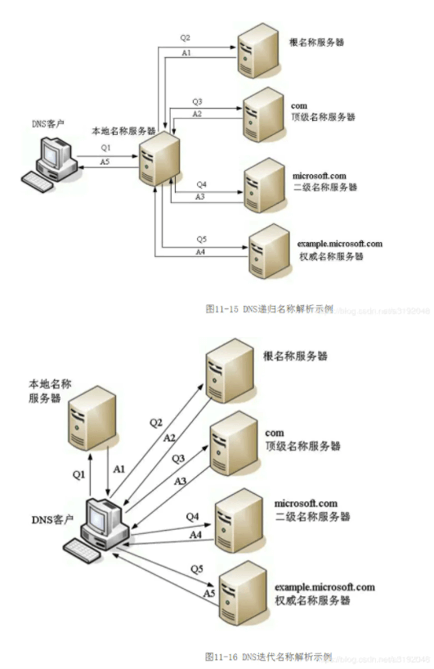 Q2
A1
根名称服务器
Q3
A2
com
顶级名称服务器
DNS客户
本地名称服务器
Q1
A5
Q4
A3
microsoft.com
二级名称服务器
Q5
A4
example.microsoft.com
权威名称服务器
图11-15 DNS递归名称解析示例
根名称服务器
本地名称
服务器
Q2
A2
com
顶级名称服务器
Q1
A1
Q3
A3
DNS客户
Q4
A4
microsoft.com
二级名称服务器
Q5
A5
example.microsoft.com
权威名称服务器
图11-16 DNS迭代名称解析示例